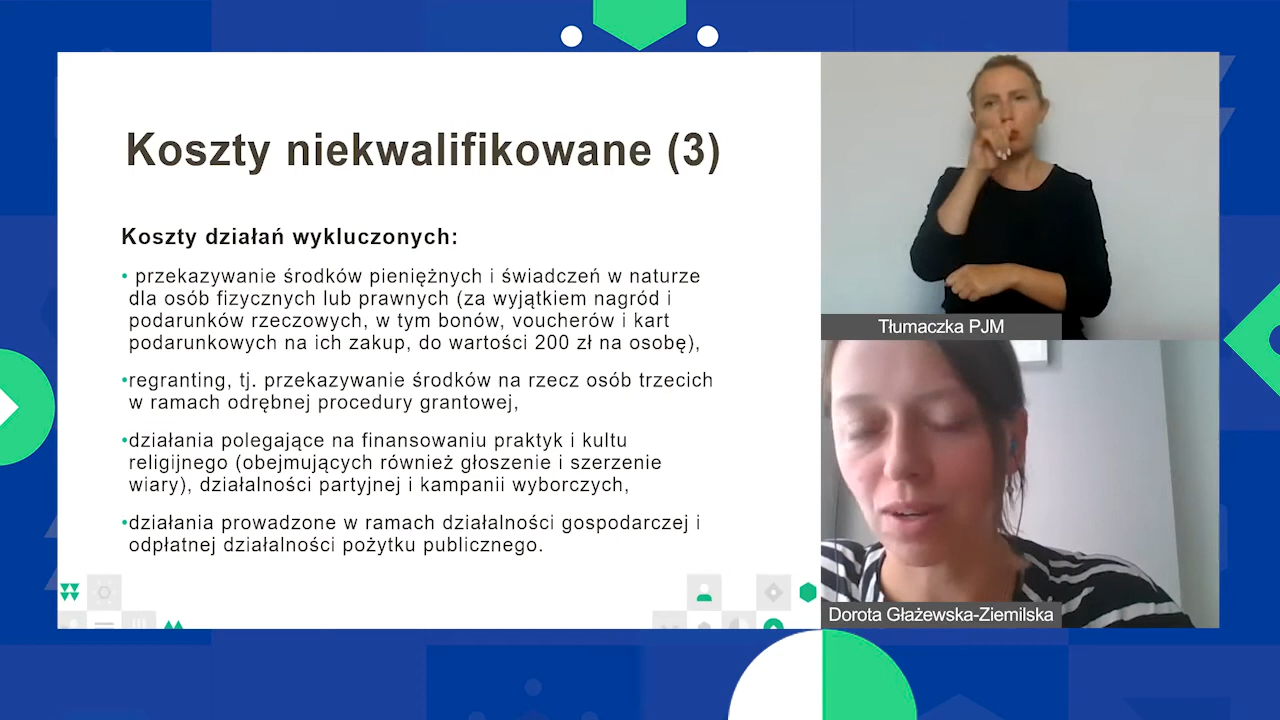 Koszty niekwalifikowane (3)
Koszty działań wykluczonych:
• przekazywanie środków pieniężnych i świadczeń w naturze
dla osób fizycznych lub prawnych (za wyjątkiem nagród i
podarunków rzeczowych, w tym bonów, voucherów i kart
podarunkowych na ich zakup, do wartości 200 zł na osobę),
•regranting, tj. przekazywanie środków na rzecz osób trzecich
w ramach odrębnej procedury grantowej,
•działania polegające na finansowaniu praktyk i kultu
religijnego (obejmujących również głoszenie i szerzenie
wiary), działalności partyjnej i kampanii wyborczych,
•działania prowadzone w ramach działalności gospodarczej i
odpłatnej działalności pożytku publicznego.
Tłumaczka PJM
Dorota Głażewska-Ziemilska